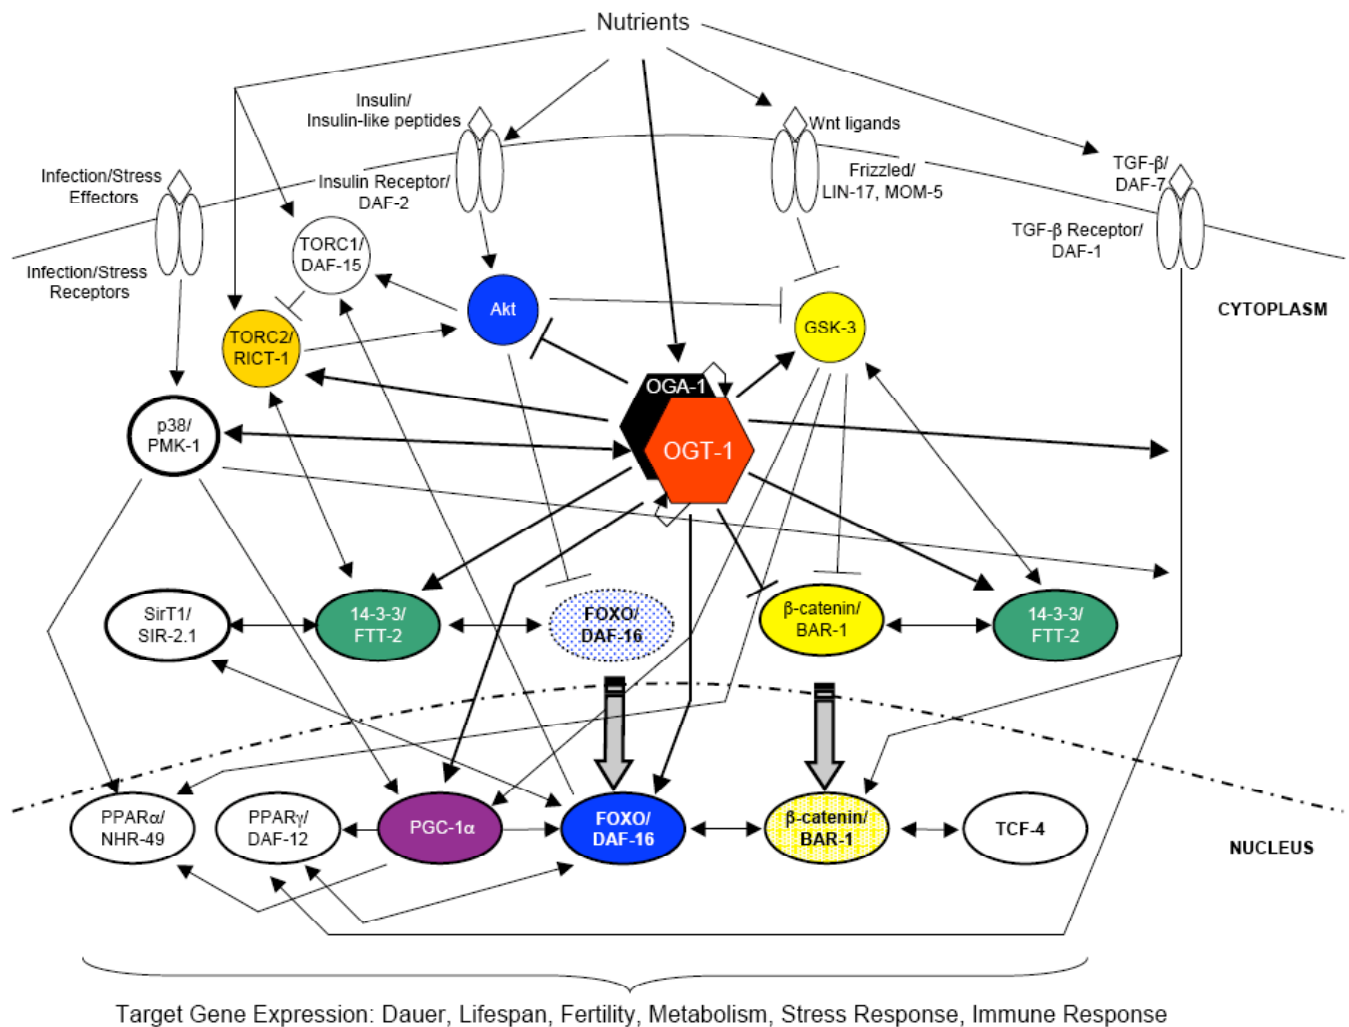 Nutrients
Insulin/
Insulin-like peptides
Wnt ligands
Infection/Stress
Effectors
Insulin Receptor/
DAF-2
Frizzled/
LIN-17, MOM-5
TGF-β/
DAF-7
TGF-β Receptor/
DAF-1
Infection/Stress
Receptors
TORC1/
DAF-15
Akt
CYTOPLASM
TORC2/
RICT-1
GSK-3
OGA-1
p38/
PMK-1
OGT-1
SirT1/
SIR-2.1
14-3-3/
FTT-2
FOXO/
DAF-16
β-catenin/
BAR-1
14-3-3/
FTT-2
PPARα/
NHR-49
PPARγ/
DAF-12
PGC-1α
FOXO/
DAF-16
β-catenin/
BAR-1
TCF-4
NUCLEUS
Target Gene Expression: Dauer, Lifespan, Fertility, Metabolism, Stress Response, Immune Response